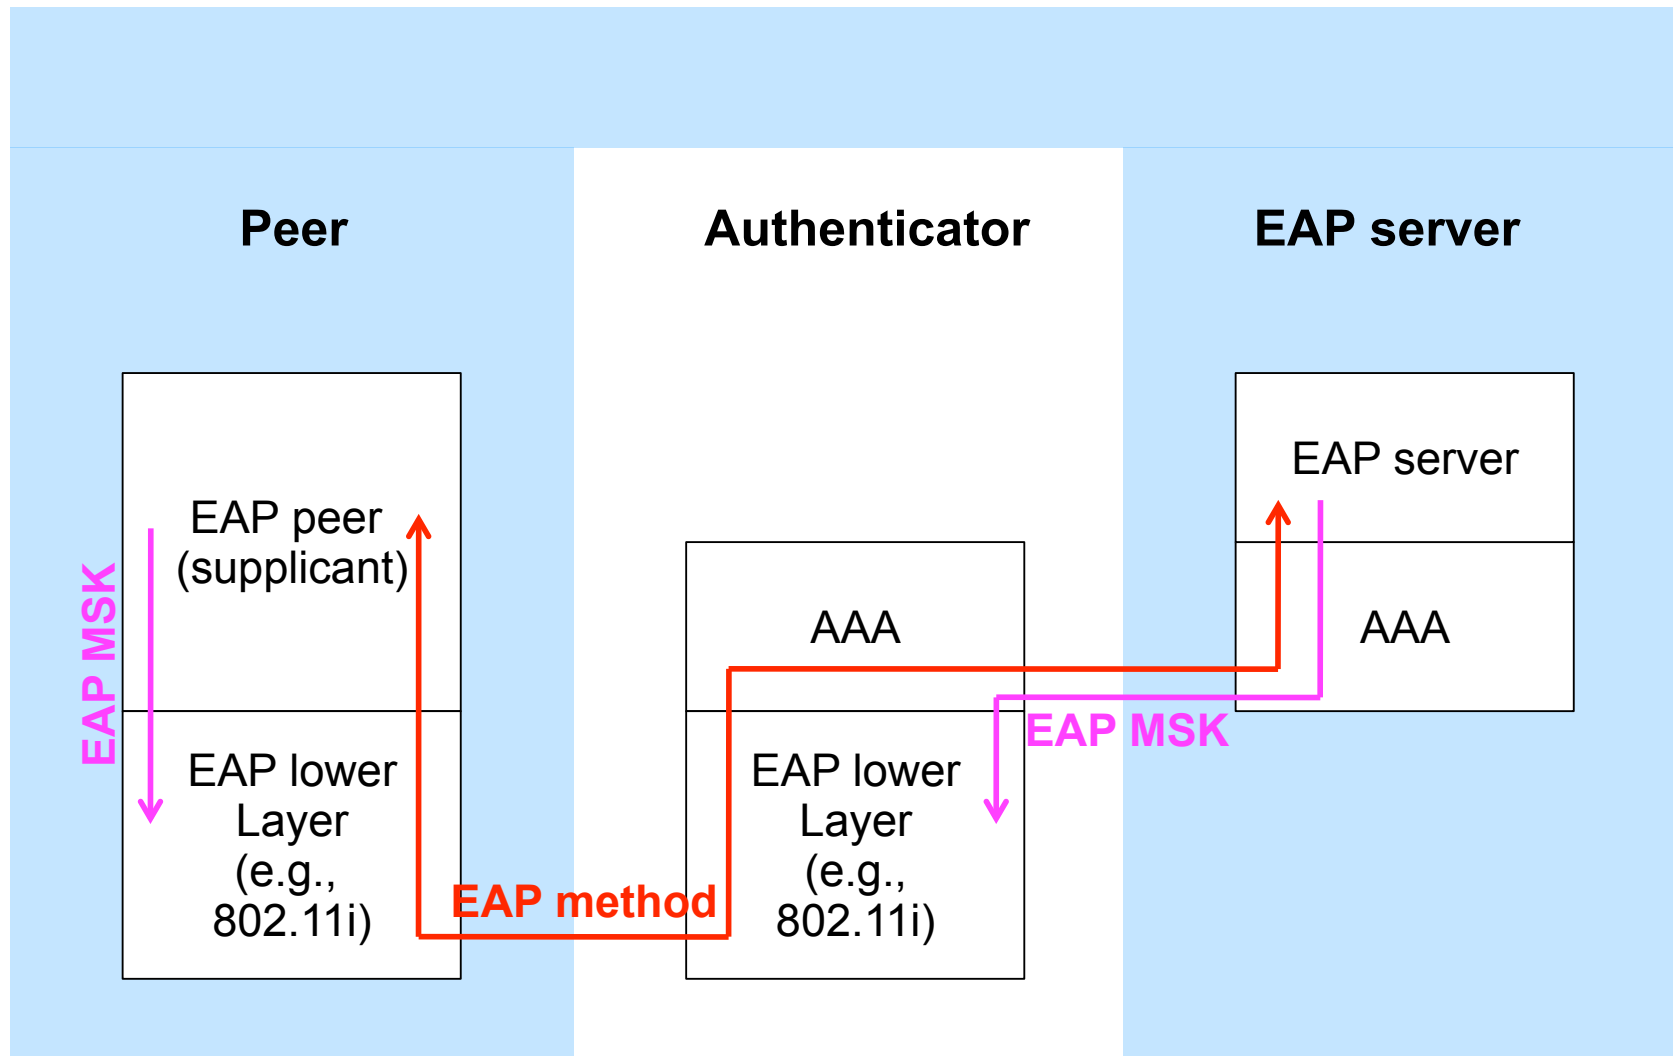 Peer
Authenticator
EAP server
EAP peer
(supplicant)
EAP MSK
EAP lower
Layer
(e.g.,
802.11i)
EAP method
AAA
EAP lower
Layer
(e.g.,
802.11i)
EAP MSK
EAP server
AAA